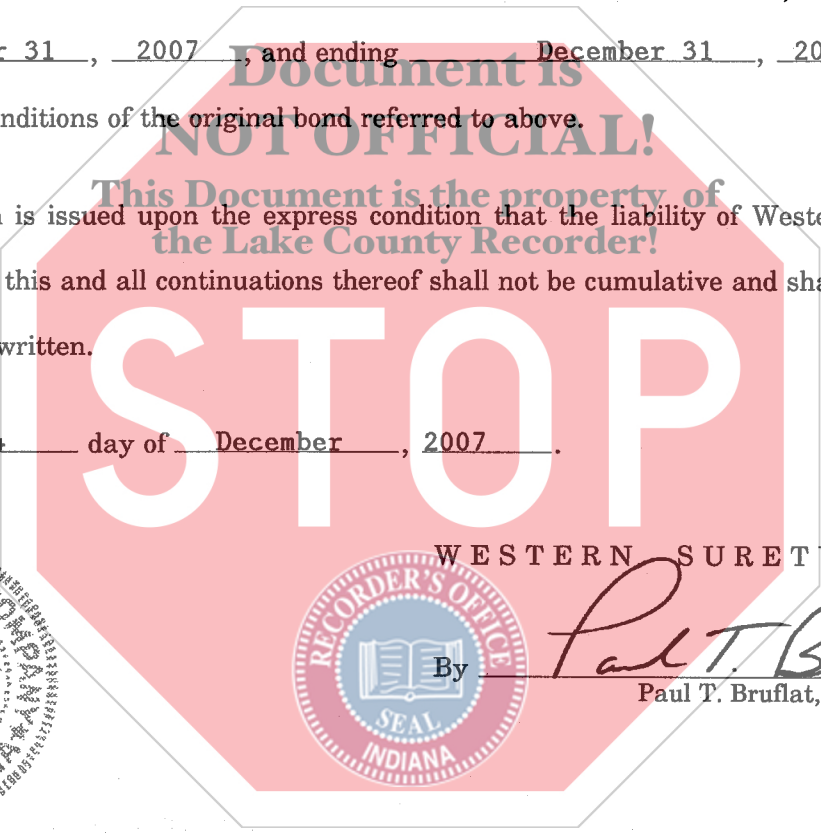 r 31, 2007, and ending December 31, 20
Document is
nditions of the original bond referred to above.
NOT OFFICIAL!
This Document is the property of
is issued upon the express condition that the liability of Weste
the Lake County Recorder!
this and all continuations thereof shall not be cumulative and sha
written.
STOP
day of December, 2007.
WESTERN SURET
RECORDER'S OFFICE
SEAL
INDIANA
By Paul T. B
Paul T. Bruflat,
OMPANY